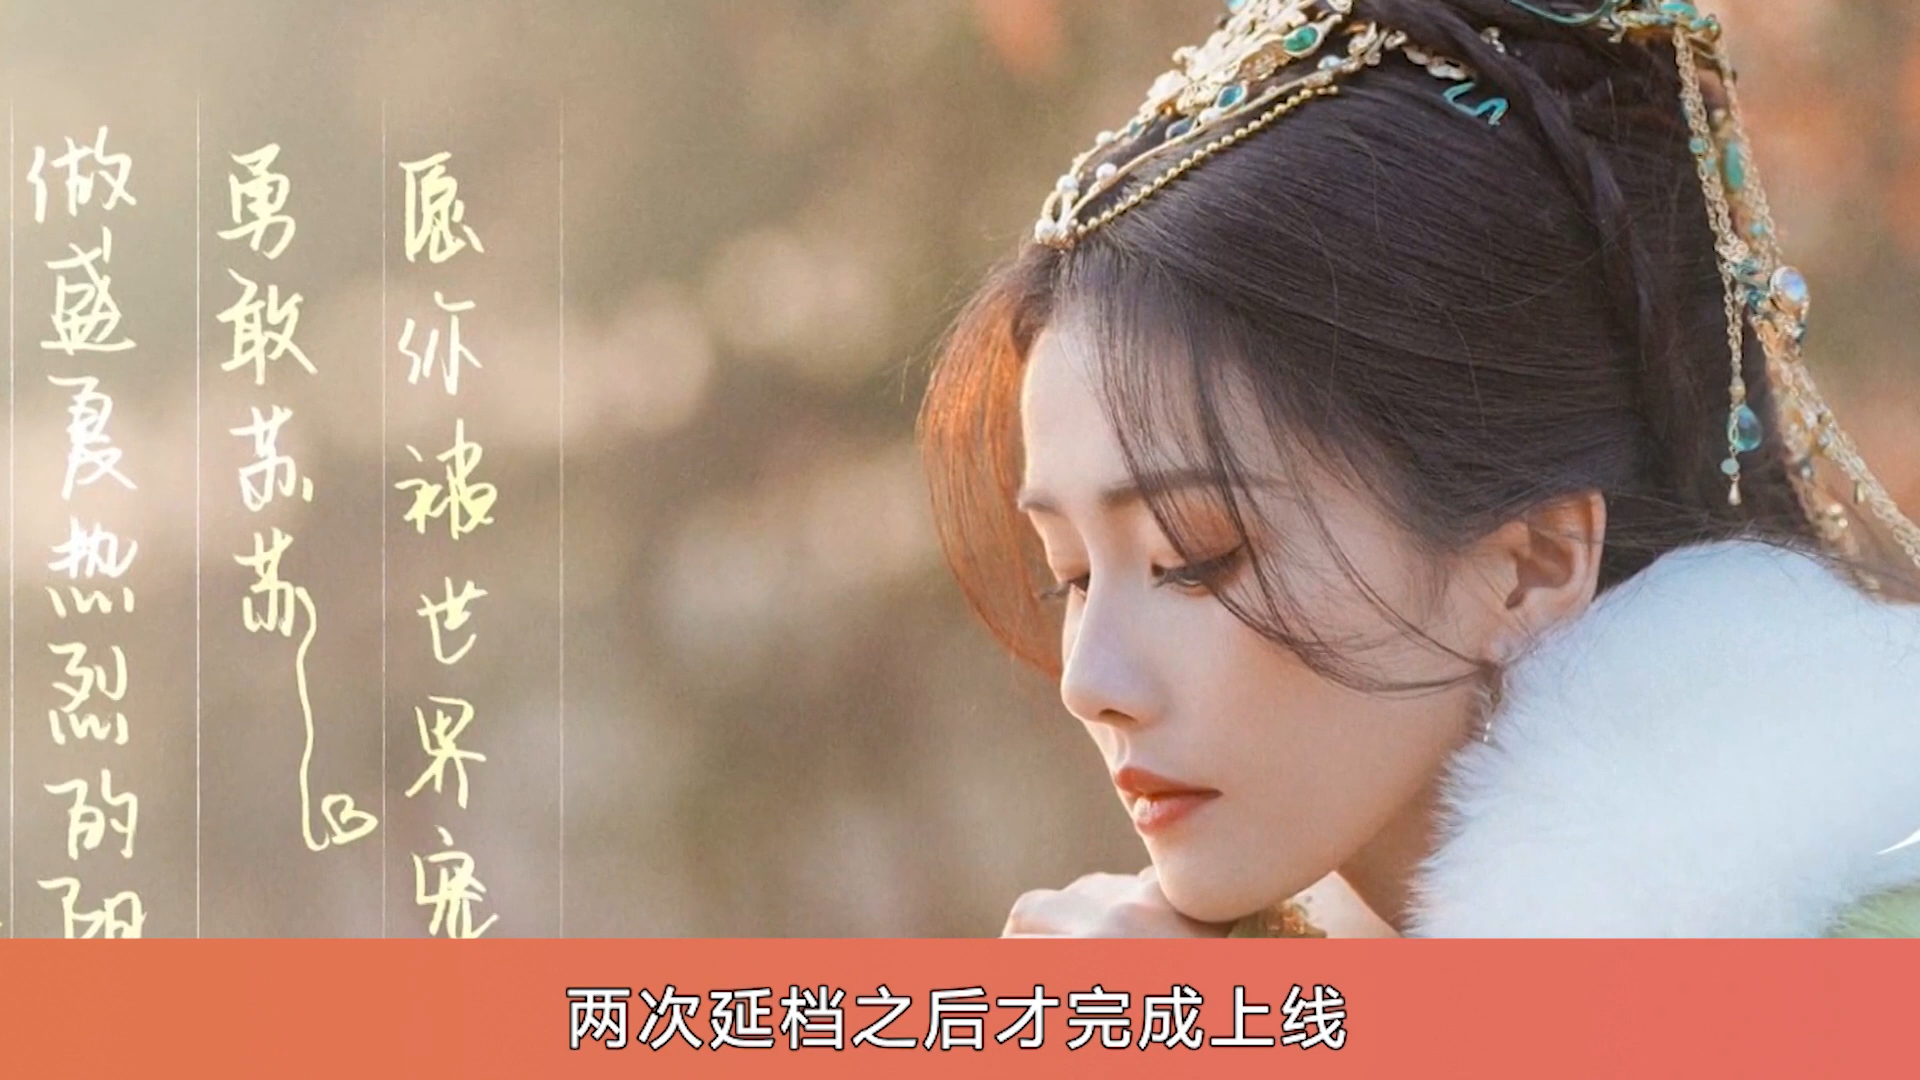 愿你被世界宠
勇敢苏苏
做盛夏热烈的阳
两次延档之后才完成上线